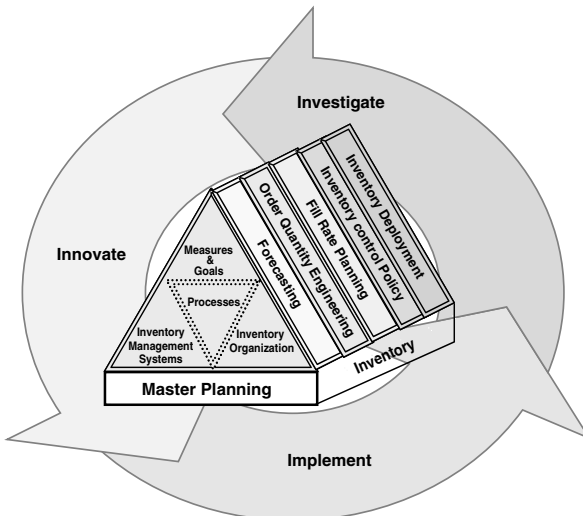 Investigate
Innovate
Measures
&
Goals
Processes
Inventory
Management
Systems
Inventory
Organization
Forecasting
Order Quantity Engineering
Fill Rate Planning
Inventory control Policy
Inventory Deployment
Master Planning
Inventory
Implement